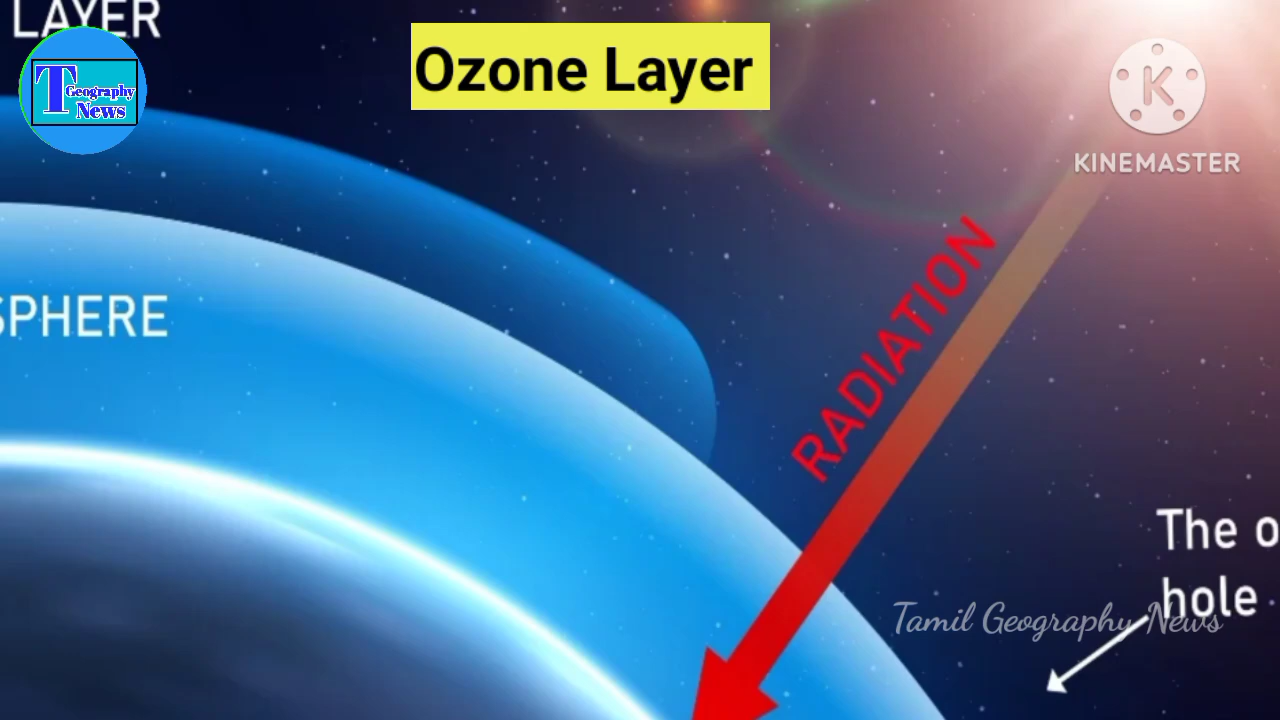 LAYER
Ozone Layer
T
Geography
News
K
KINEMASTER
RADIATION
SPHERE
The o
hole
Tamil Geography News